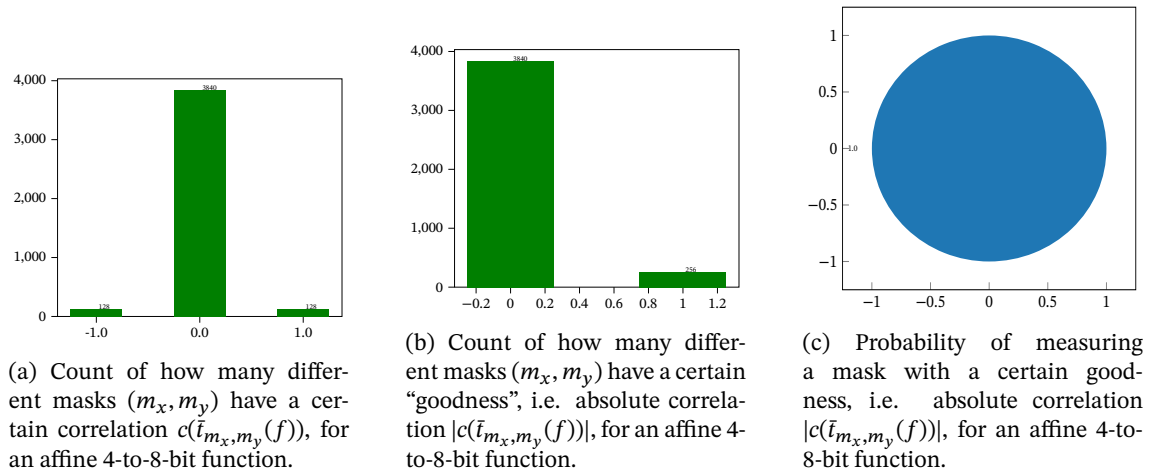 4,000
3,000
2,000
1,000
0
3840
128
128
-1.0
0.0
1.0
(a) Count of how many differ-
ent masks (m_x, m_y) have a cer-
tain correlation c(t̄_{m_x,m_y}(f)), for
an affine 4-to-8-bit function.
4,000
3,000
2,000
1,000
0
3840
256
−0.2
0
0.2
0.4
0.6
0.8
1
1.2
(b) Count of how many differ-
ent masks (m_x, m_y) have a certain
“goodness”, i.e. absolute correla-
tion |c(t̄_{m_x,m_y}(f))|, for an affine 4-
to-8-bit function.
1
0.5
0
−0.5
−1
1.0
−1
−0.5
0
0.5
1
(c) Probability of measuring
a mask with a certain good-
ness, i.e. absolute correlation
|c(t̄_{m_x,m_y}(f))|, for an affine 4-to-
8-bit function.